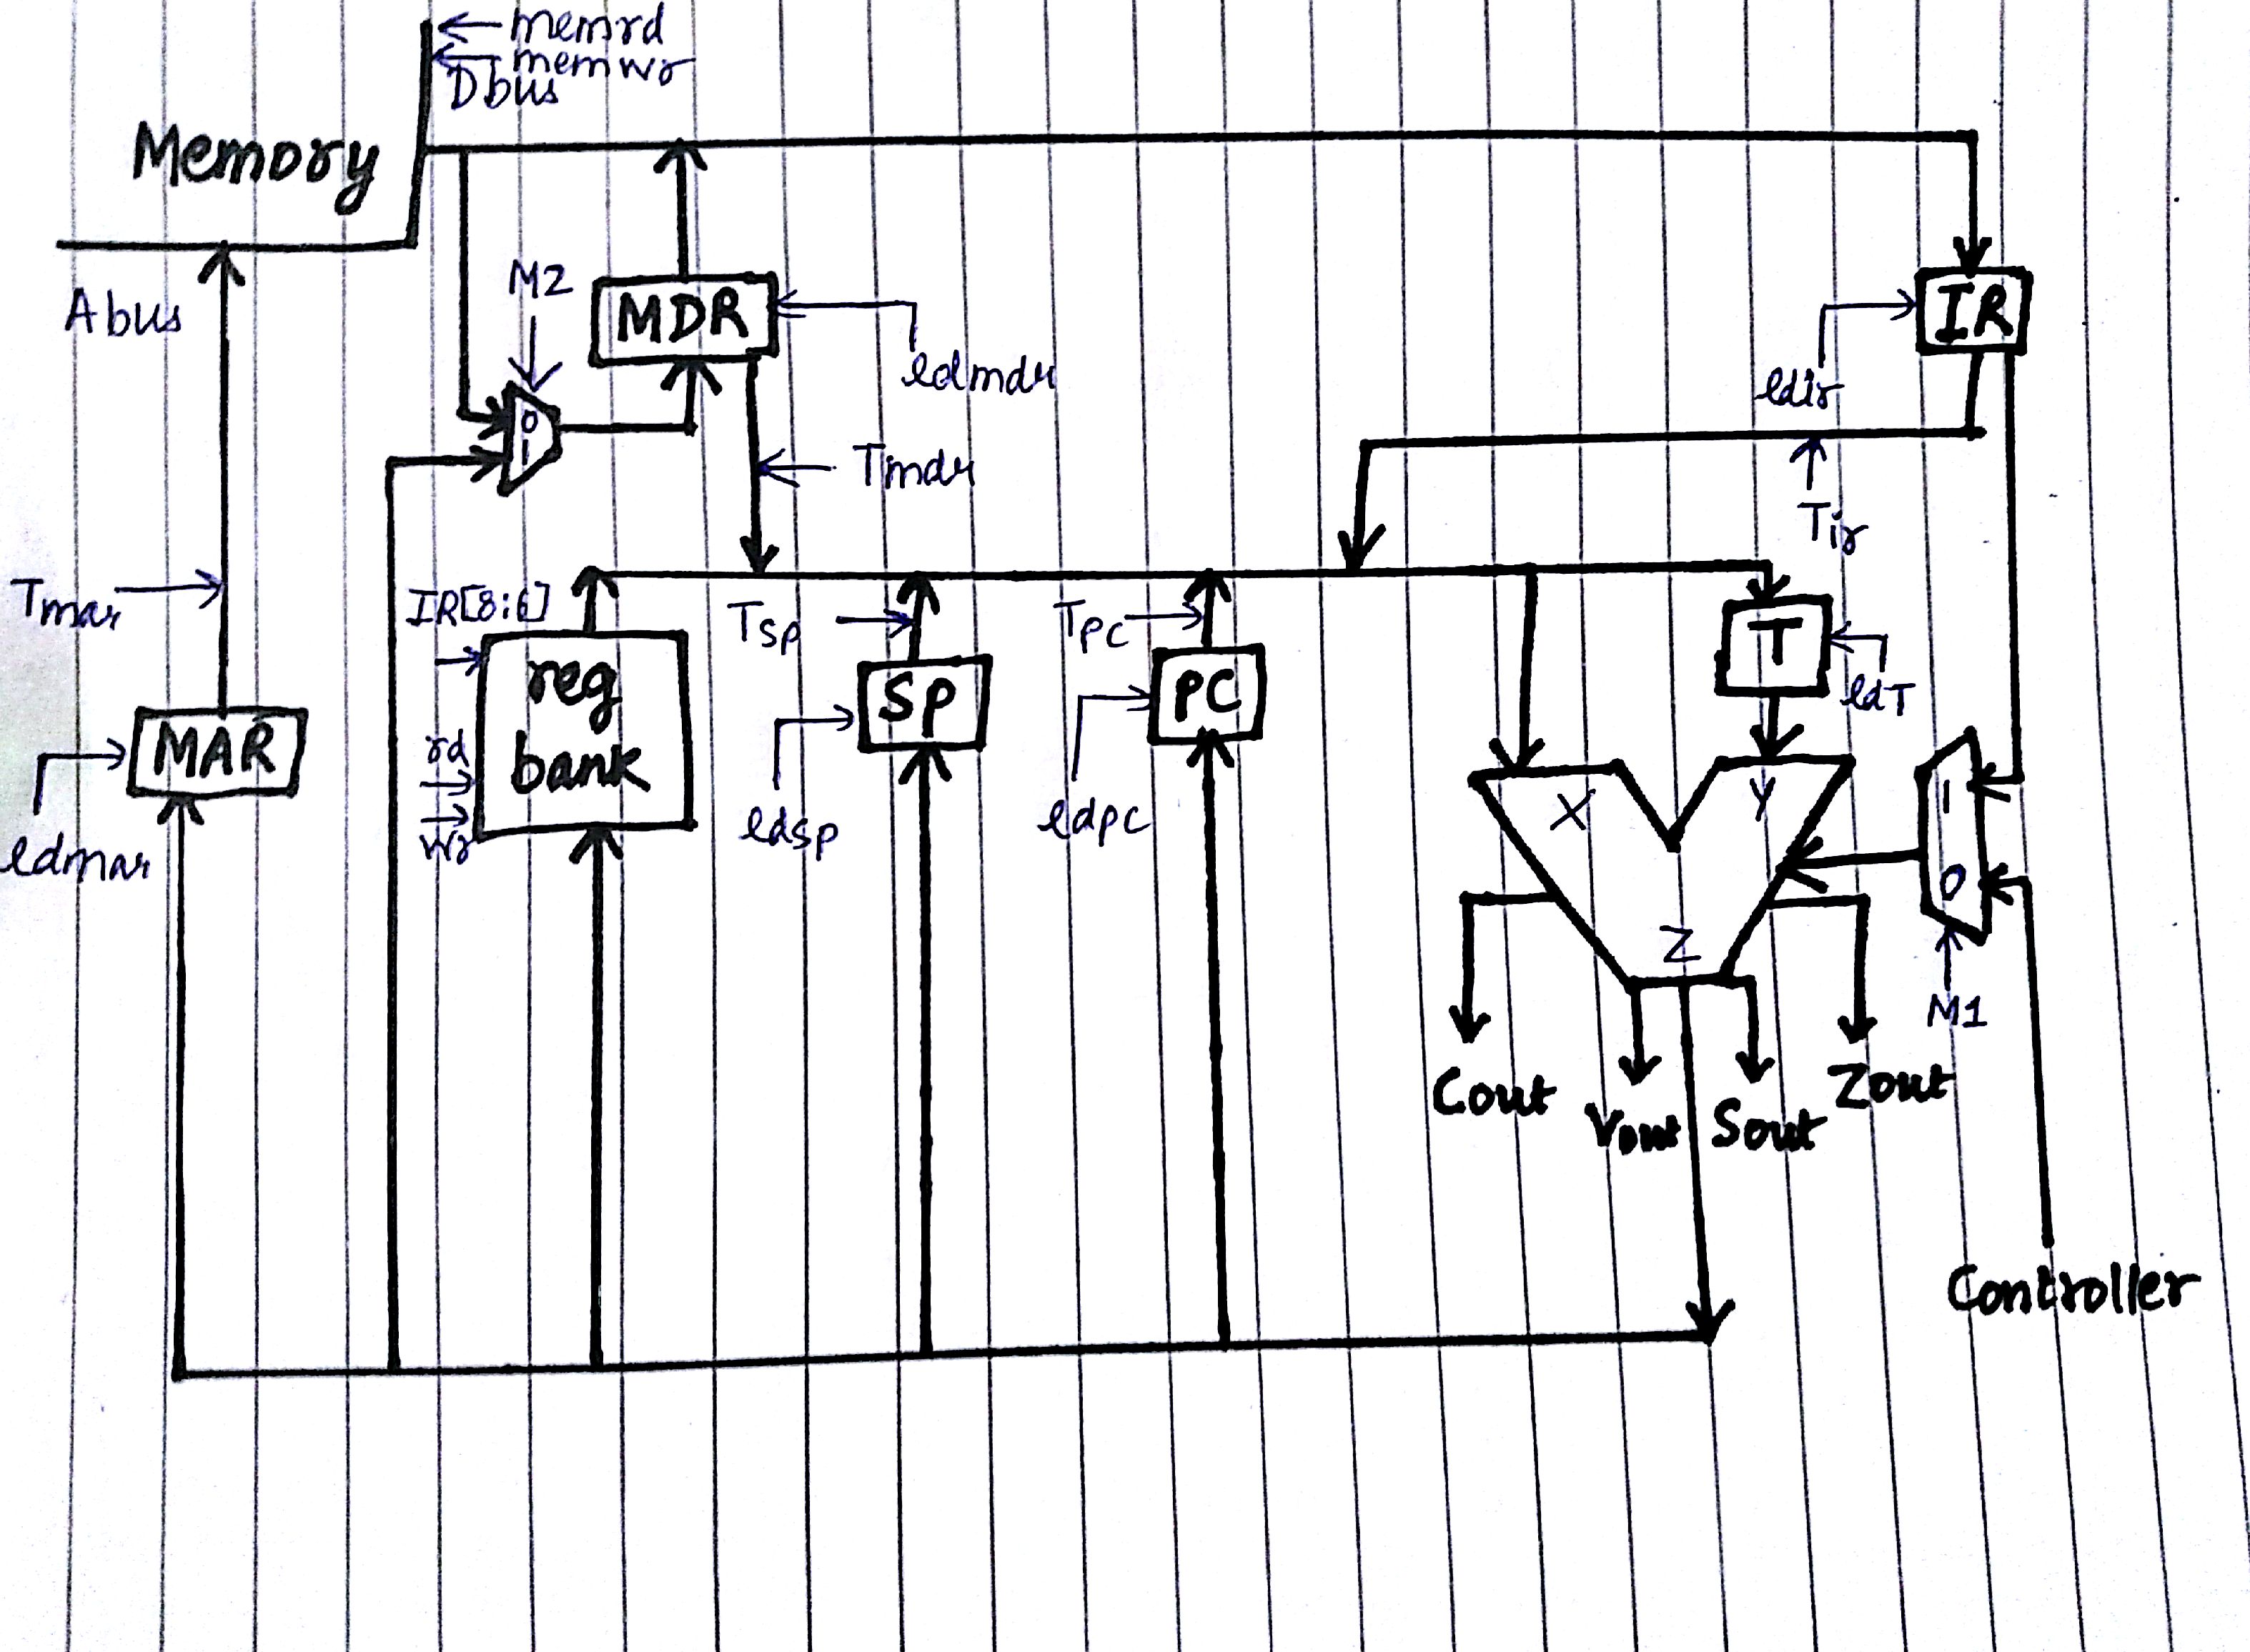 memrd
memwr
Dbus
Memory
Abus
M2
MDR
ldmdr
0
1
Tmdr
IR
ldir
Tir
Tmar
IR[8:6]
Tsp
Tpc
T
ldT
reg
bank
rd
wr
SP
ldsp
PC
ldpc
MAR
ldmar
X
Y
Z
1
0
M1
Cout
Vout
Sout
Zout
Controller